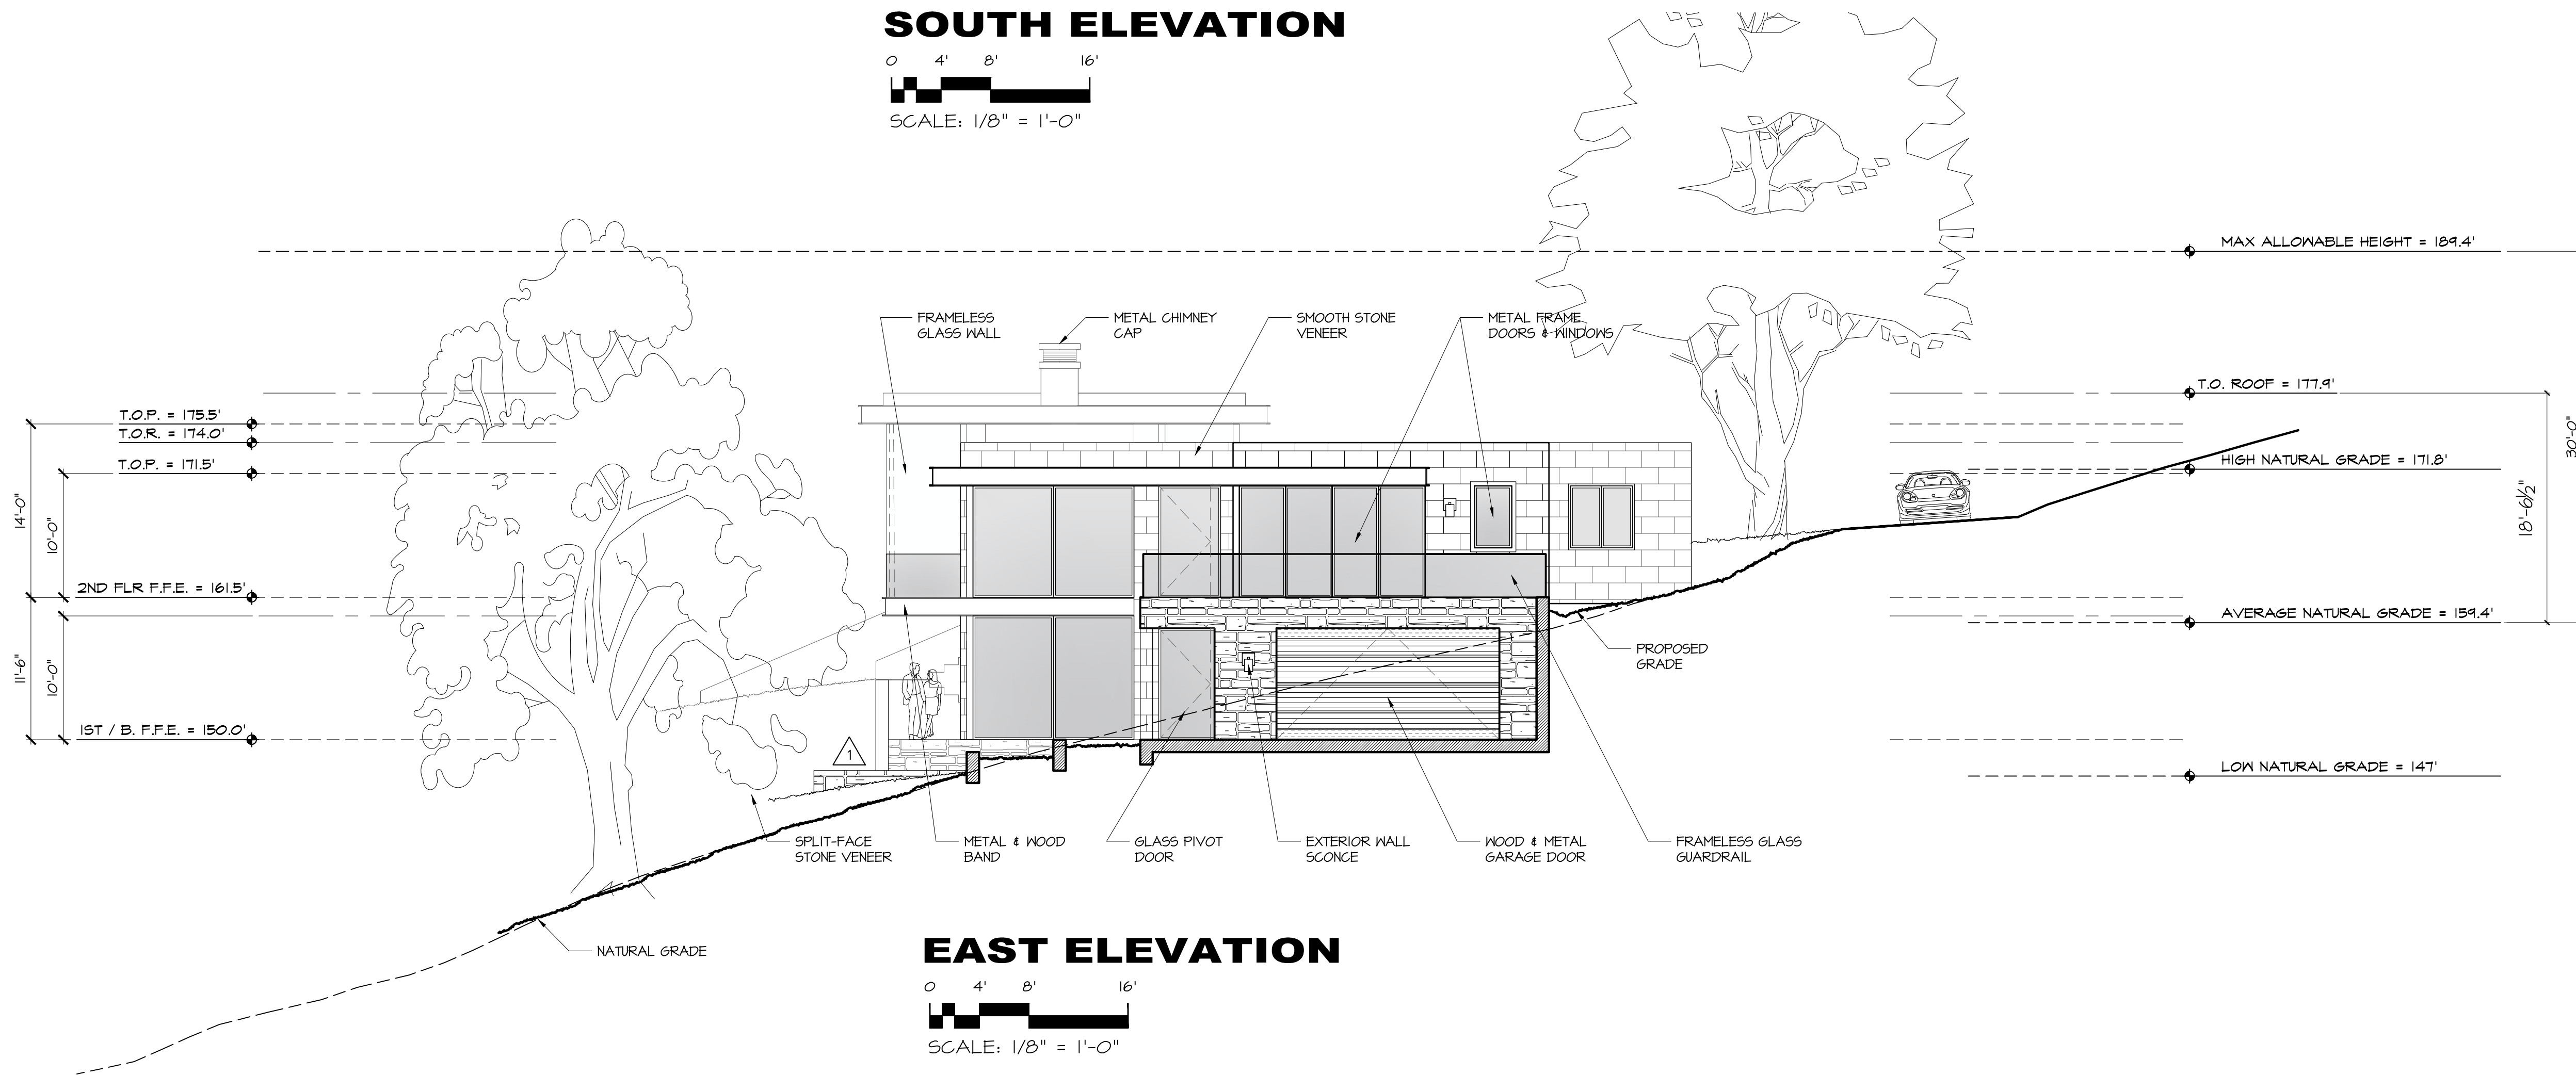 SOUTH ELEVATION
0 4' 8' 16'
SCALE: 1/8" = 1'-0"
MAX ALLOWABLE HEIGHT = 189.4'
FRAMELESS
GLASS WALL
METAL CHIMNEY
CAP
SMOOTH STONE
VENEER
METAL FRAME
DOORS & WINDOWS
T.O. ROOF = 177.9'
T.O.P. = 175.5'
T.O.R. = 174.0'
T.O.P. = 171.5'
HIGH NATURAL GRADE = 171.8'
30'-0"
18'-6½"
14'-0"
10'-0"
2ND FLR F.F.E. = 161.5'
AVERAGE NATURAL GRADE = 159.4'
PROPOSED
GRADE
11'-6"
10'-0"
1ST / B. F.F.E. = 150.0'
1
LOW NATURAL GRADE = 147'
SPLIT-FACE
STONE VENEER
METAL & WOOD
BAND
GLASS PIVOT
DOOR
EXTERIOR WALL
SCONCE
WOOD & METAL
GARAGE DOOR
FRAMELESS GLASS
GUARDRAIL
NATURAL GRADE
EAST ELEVATION
0 4' 8' 16'
SCALE: 1/8" = 1'-0"